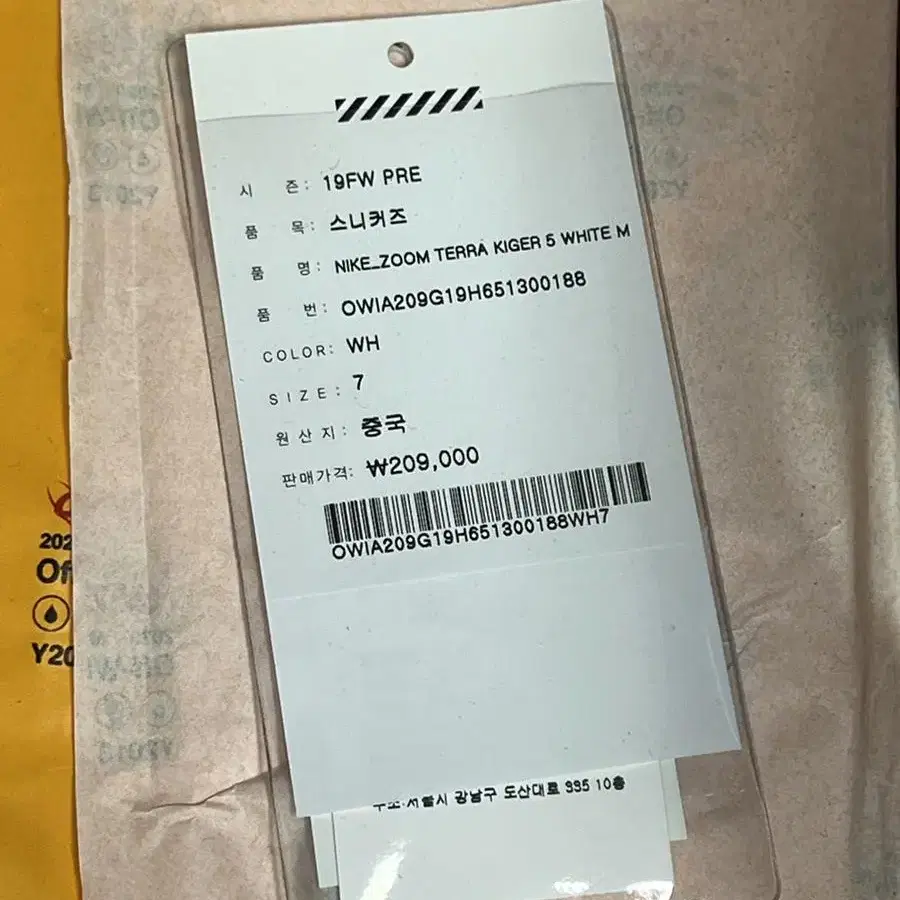 시 즌: 19FW PRE
품 목: 스니커즈
품 명: NIKE_ZOOM TERRA KIGER 5 WHITE M
품 번: OWIA209G19H651300188
COLOR: WH
SIZE: 7
원산지: 중국
판매가격: ₩209,000
OWIA209G19H651300188WH7
서울시 강남구 도산대로 335 10층
202
Of
Y20